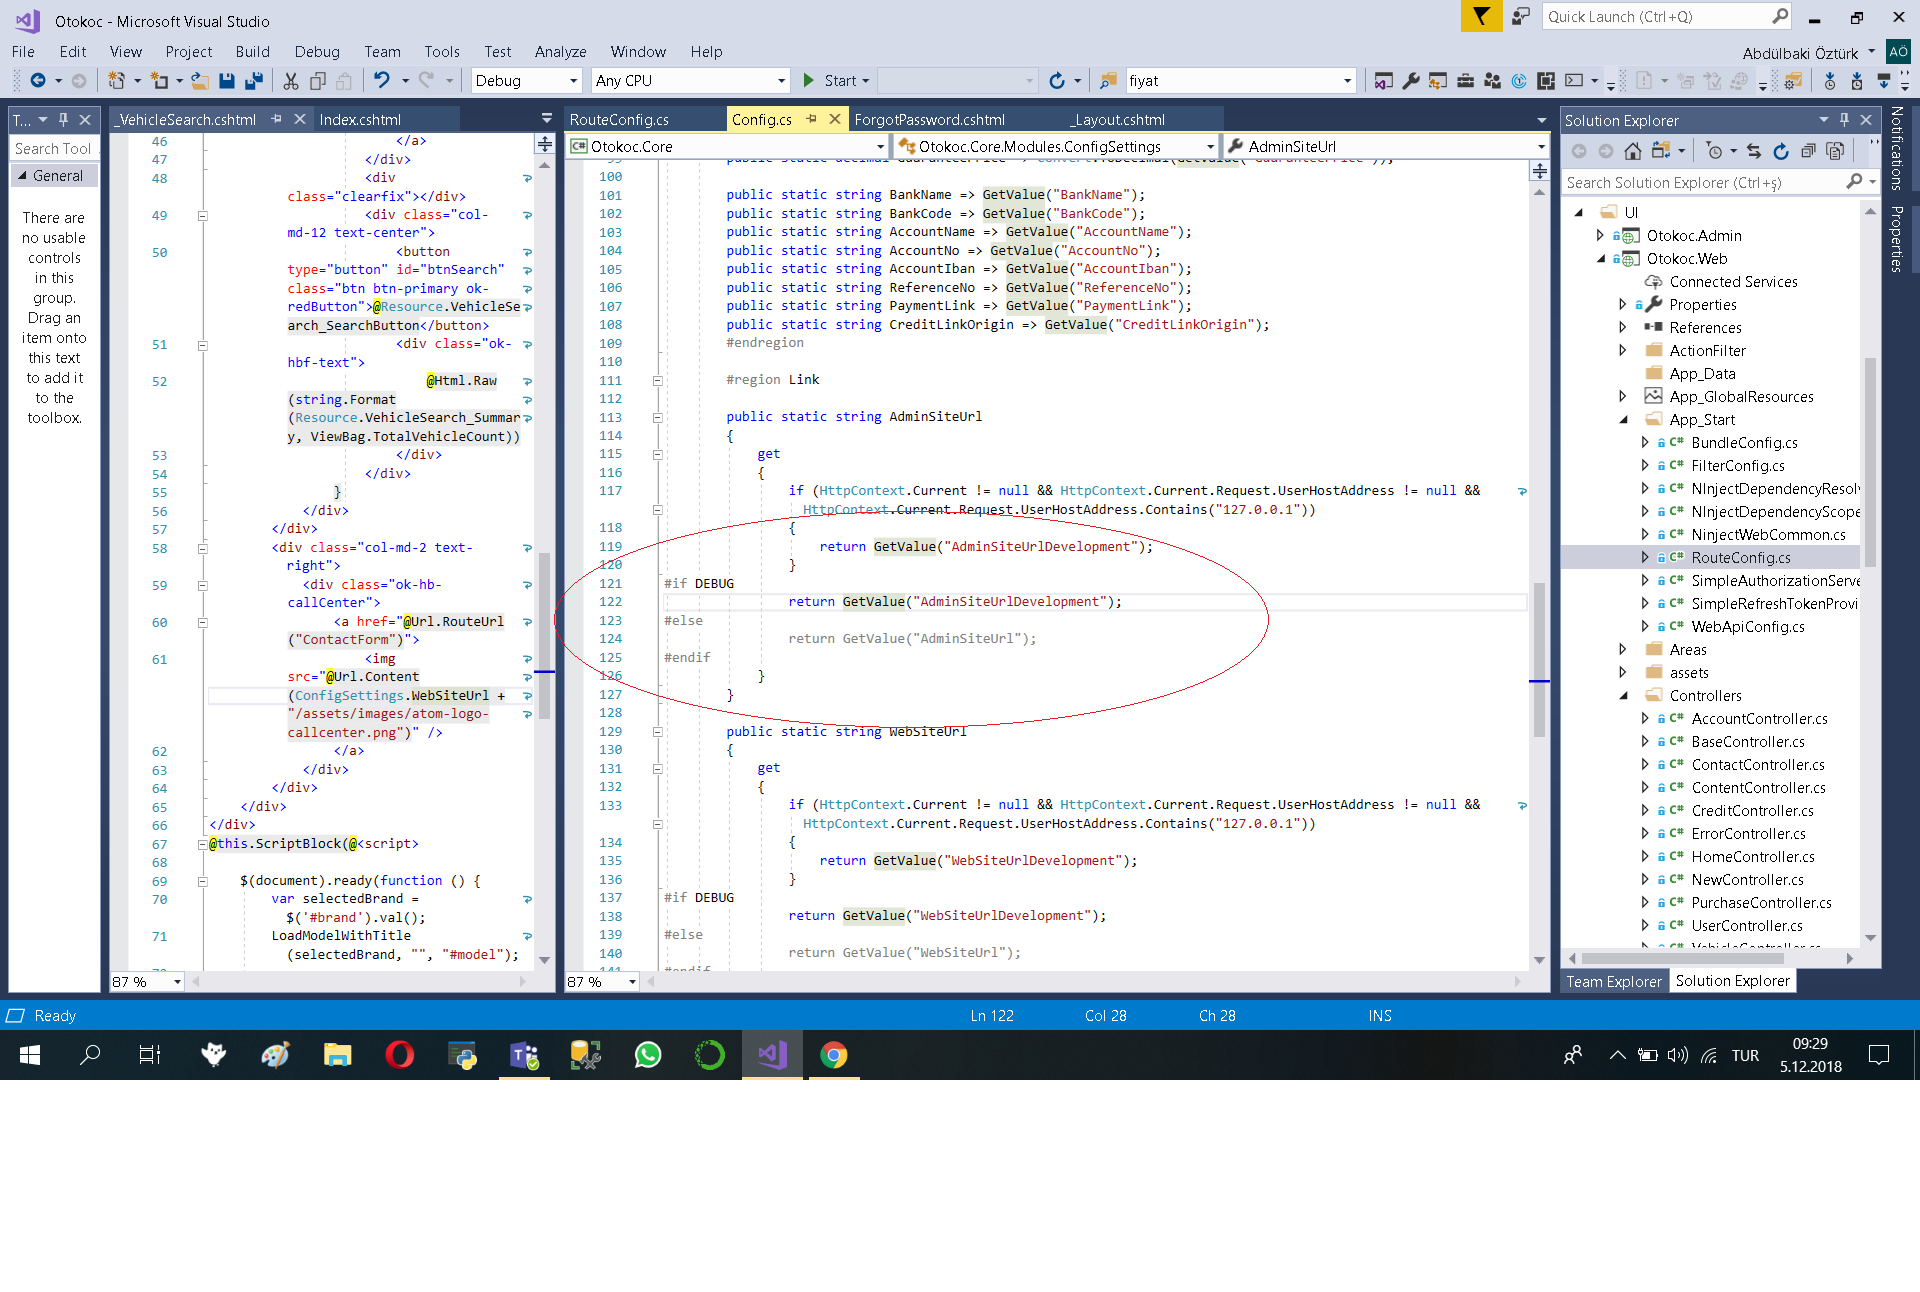 Otokoc - Microsoft Visual Studio
Quick Launch (Ctrl+Q)
File Edit View Project Build Debug Team Tools Test Analyze Window Help
Abdülbaki Öztürk AÖ
Debug Any CPU Start fiyat
T...
Search Tool
General
There are
no usable
controls
in this
group.
Drag an
item onto
this text
to add it
to the
toolbox.
_VehicleSearch.cshtml Index.cshtml
46 </a>
47 </div>
48 <div
class="clearfix"></div>
49 <div class="col-
md-12 text-center">
50 <button
type="button" id="btnSearch"
class="btn btn-primary ok-
redButton">@Resource.VehicleSe
arch_SearchButton</button>
51 <div class="ok-
hbf-text">
52 @Html.Raw
(string.Format
(Resource.VehicleSearch_Summar
y, ViewBag.TotalVehicleCount))
53 </div>
54 </div>
55 }
56 </div>
57 </div>
58 <div class="col-md-2 text-
right">
59 <div class="ok-hb-
callCenter">
60 <a href="@Url.RouteUrl
("ContactForm")">
61 <img
src="@Url.Content
(ConfigSettings.WebSiteUrl +
"/assets/images/atom-logo-
callcenter.png")" />
62 </a>
63 </div>
64 </div>
65 </div>
66 </div>
67 @this.ScriptBlock(@<script>
68
69 $(document).ready(function () {
70 var selectedBrand =
$('#brand').val();
71 LoadModelWithTitle
(selectedBrand, "", "#model");
87 %
RouteConfig.cs Config.cs ForgotPassword.cshtml _Layout.cshtml
Otokoc.Core Otokoc.Core.Modules.ConfigSettings AdminSiteUrl
100
101 public static string BankName => GetValue("BankName");
102 public static string BankCode => GetValue("BankCode");
103 public static string AccountName => GetValue("AccountName");
104 public static string AccountNo => GetValue("AccountNo");
105 public static string AccountIban => GetValue("AccountIban");
106 public static string ReferenceNo => GetValue("ReferenceNo");
107 public static string PaymentLink => GetValue("PaymentLink");
108 public static string CreditLinkOrigin => GetValue("CreditLinkOrigin");
109 #endregion
110
111 #region Link
112
113 public static string AdminSiteUrl
114 {
115 get
116 {
117 if (HttpContext.Current != null && HttpContext.Current.Request.UserHostAddress != null &&
HttpContext.Current.Request.UserHostAddress.Contains("127.0.0.1"))
118 {
119 return GetValue("AdminSiteUrlDevelopment");
120 }
121 #if DEBUG
122 return GetValue("AdminSiteUrlDevelopment");
123 #else
124 return GetValue("AdminSiteUrl");
125 #endif
126 }
127 }
128
129 public static string WebSiteUrl
130 {
131 get
132 {
133 if (HttpContext.Current != null && HttpContext.Current.Request.UserHostAddress != null &&
HttpContext.Current.Request.UserHostAddress.Contains("127.0.0.1"))
134 {
135 return GetValue("WebSiteUrlDevelopment");
136 }
137 #if DEBUG
138 return GetValue("WebSiteUrlDevelopment");
139 #else
140 return GetValue("WebSiteUrl");
141 #endif
87 %
Solution Explorer
Search Solution Explorer (Ctrl+ş)
UI
Otokoc.Admin
Otokoc.Web
Connected Services
Properties
References
ActionFilter
App_Data
App_GlobalResources
App_Start
C# BundleConfig.cs
C# FilterConfig.cs
C# NInjectDependencyResolv
C# NInjectDependencyScope
C# NinjectWebCommon.cs
C# RouteConfig.cs
C# SimpleAuthorizationServe
C# SimpleRefreshTokenProvi
C# WebApiConfig.cs
Areas
assets
Controllers
C# AccountController.cs
C# BaseController.cs
C# ContactController.cs
C# ContentController.cs
C# CreditController.cs
C# ErrorController.cs
C# HomeController.cs
C# NewController.cs
C# PurchaseController.cs
C# UserController.cs
C# VehicleController.cs
Team Explorer Solution Explorer
Notifications
Properties
Ready Ln 122 Col 28 Ch 28 INS
TUR
09:29
5.12.2018